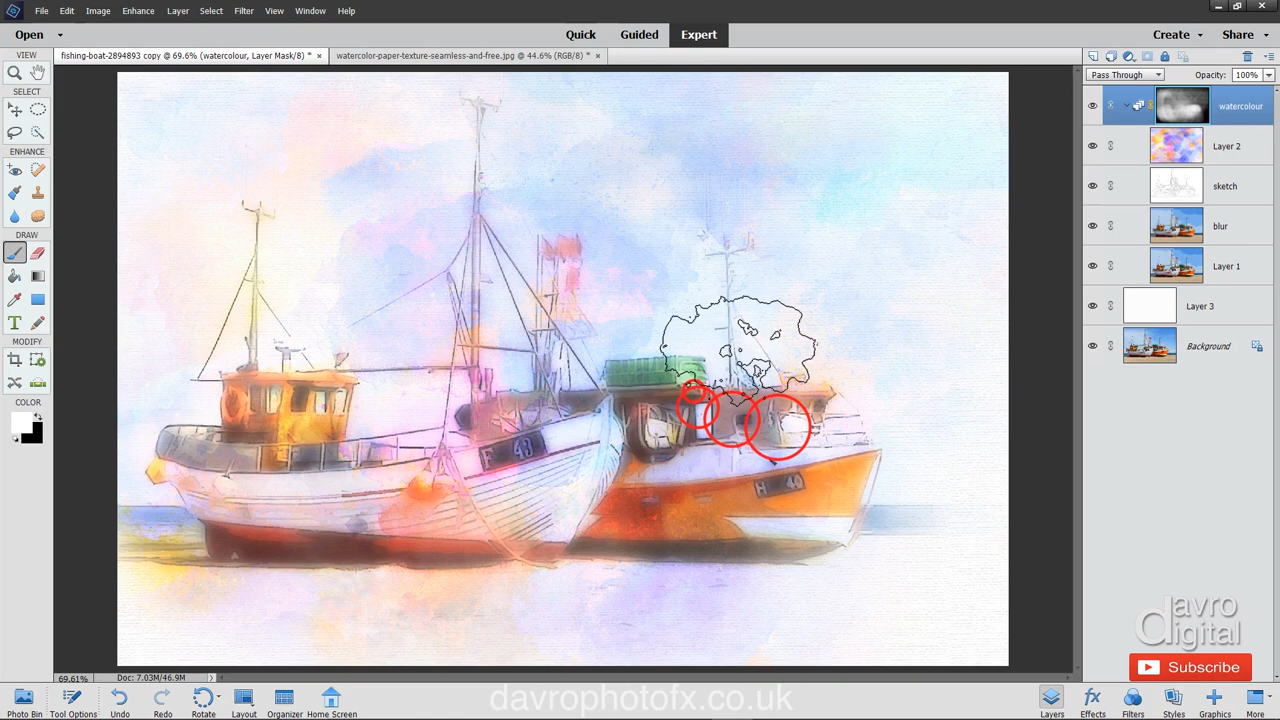 File Edit Image Enhance Layer Select Filter View Window Help
Open Quick Guided Expert Create Share
VIEW
fishing-boat-2894893 copy @ 69.6% (watercolour, Layer Mask/8) * × watercolor-paper-texture-seamless-and-free.jpg @ 44.6% (RGB/8) * ×
Pass Through Opacity: 100%
SELECT
watercolour
Layer 2
ENHANCE
sketch
blur
DRAW
Layer 1
Layer 3
MODIFY
Background
COLOR
davro
digital
Subscribe
69.61% Doc: 7.03M/46.9M
Photo Bin Tool Options Undo Redo Rotate Layout Organizer Home Screen davrophotofx.co.uk Layers Effects Filters Styles Graphics More